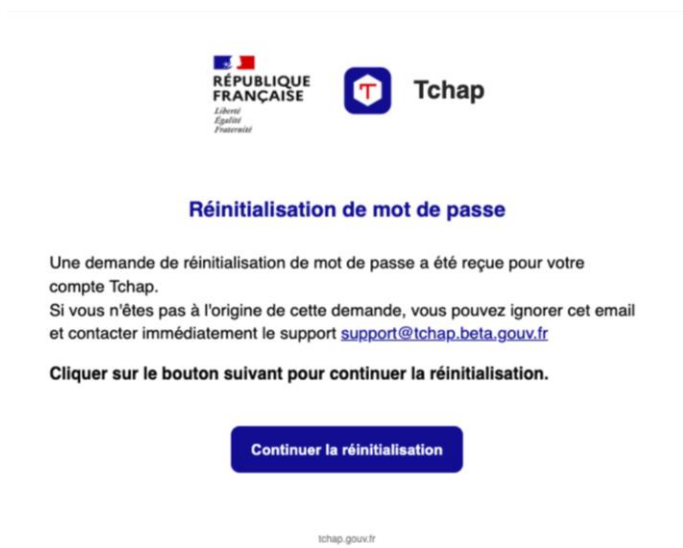 RÉPUBLIQUE
FRANÇAISE
Liberté
Égalité
Fraternité
Tchap
Réinitialisation de mot de passe
Une demande de réinitialisation de mot de passe a été reçue pour votre
compte Tchap.
Si vous n'êtes pas à l'origine de cette demande, vous pouvez ignorer cet email
et contacter immédiatement le support support@tchap.beta.gouv.fr
Cliquer sur le bouton suivant pour continuer la réinitialisation.
Continuer la réinitialisation
tchap.gouv.fr